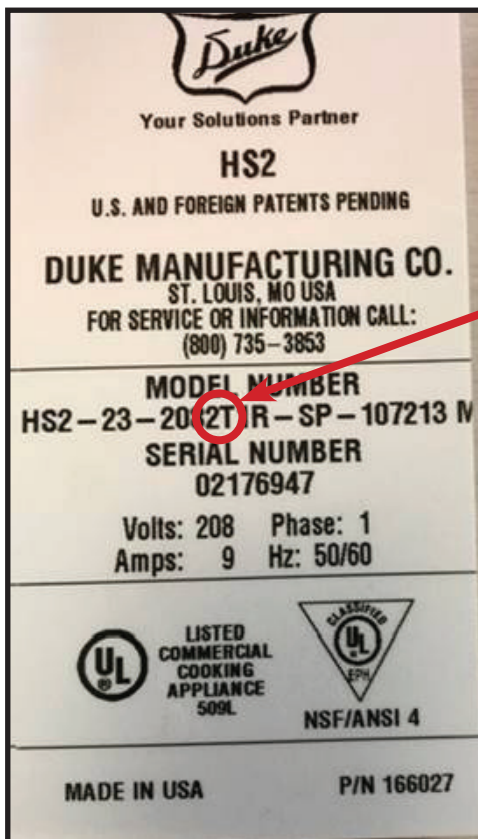 Duke
Your Solutions Partner
HS2
U.S. AND FOREIGN PATENTS PENDING
DUKE MANUFACTURING CO.
ST. LOUIS, MO USA
FOR SERVICE OR INFORMATION CALL:
(800) 735–3853
MODEL NUMBER
HS2–23– –SP–107213 M
SERIAL NUMBER
02176947
Volts: 208 Phase: 1
Amps: 9 Hz: 50/60
UL ®
LISTED
COMMERCIAL
COOKING
APPLIANCE
509L
CLASSIFIED
UL
EPH
NSF/ANSI 4
MADE IN USA P/N 166027